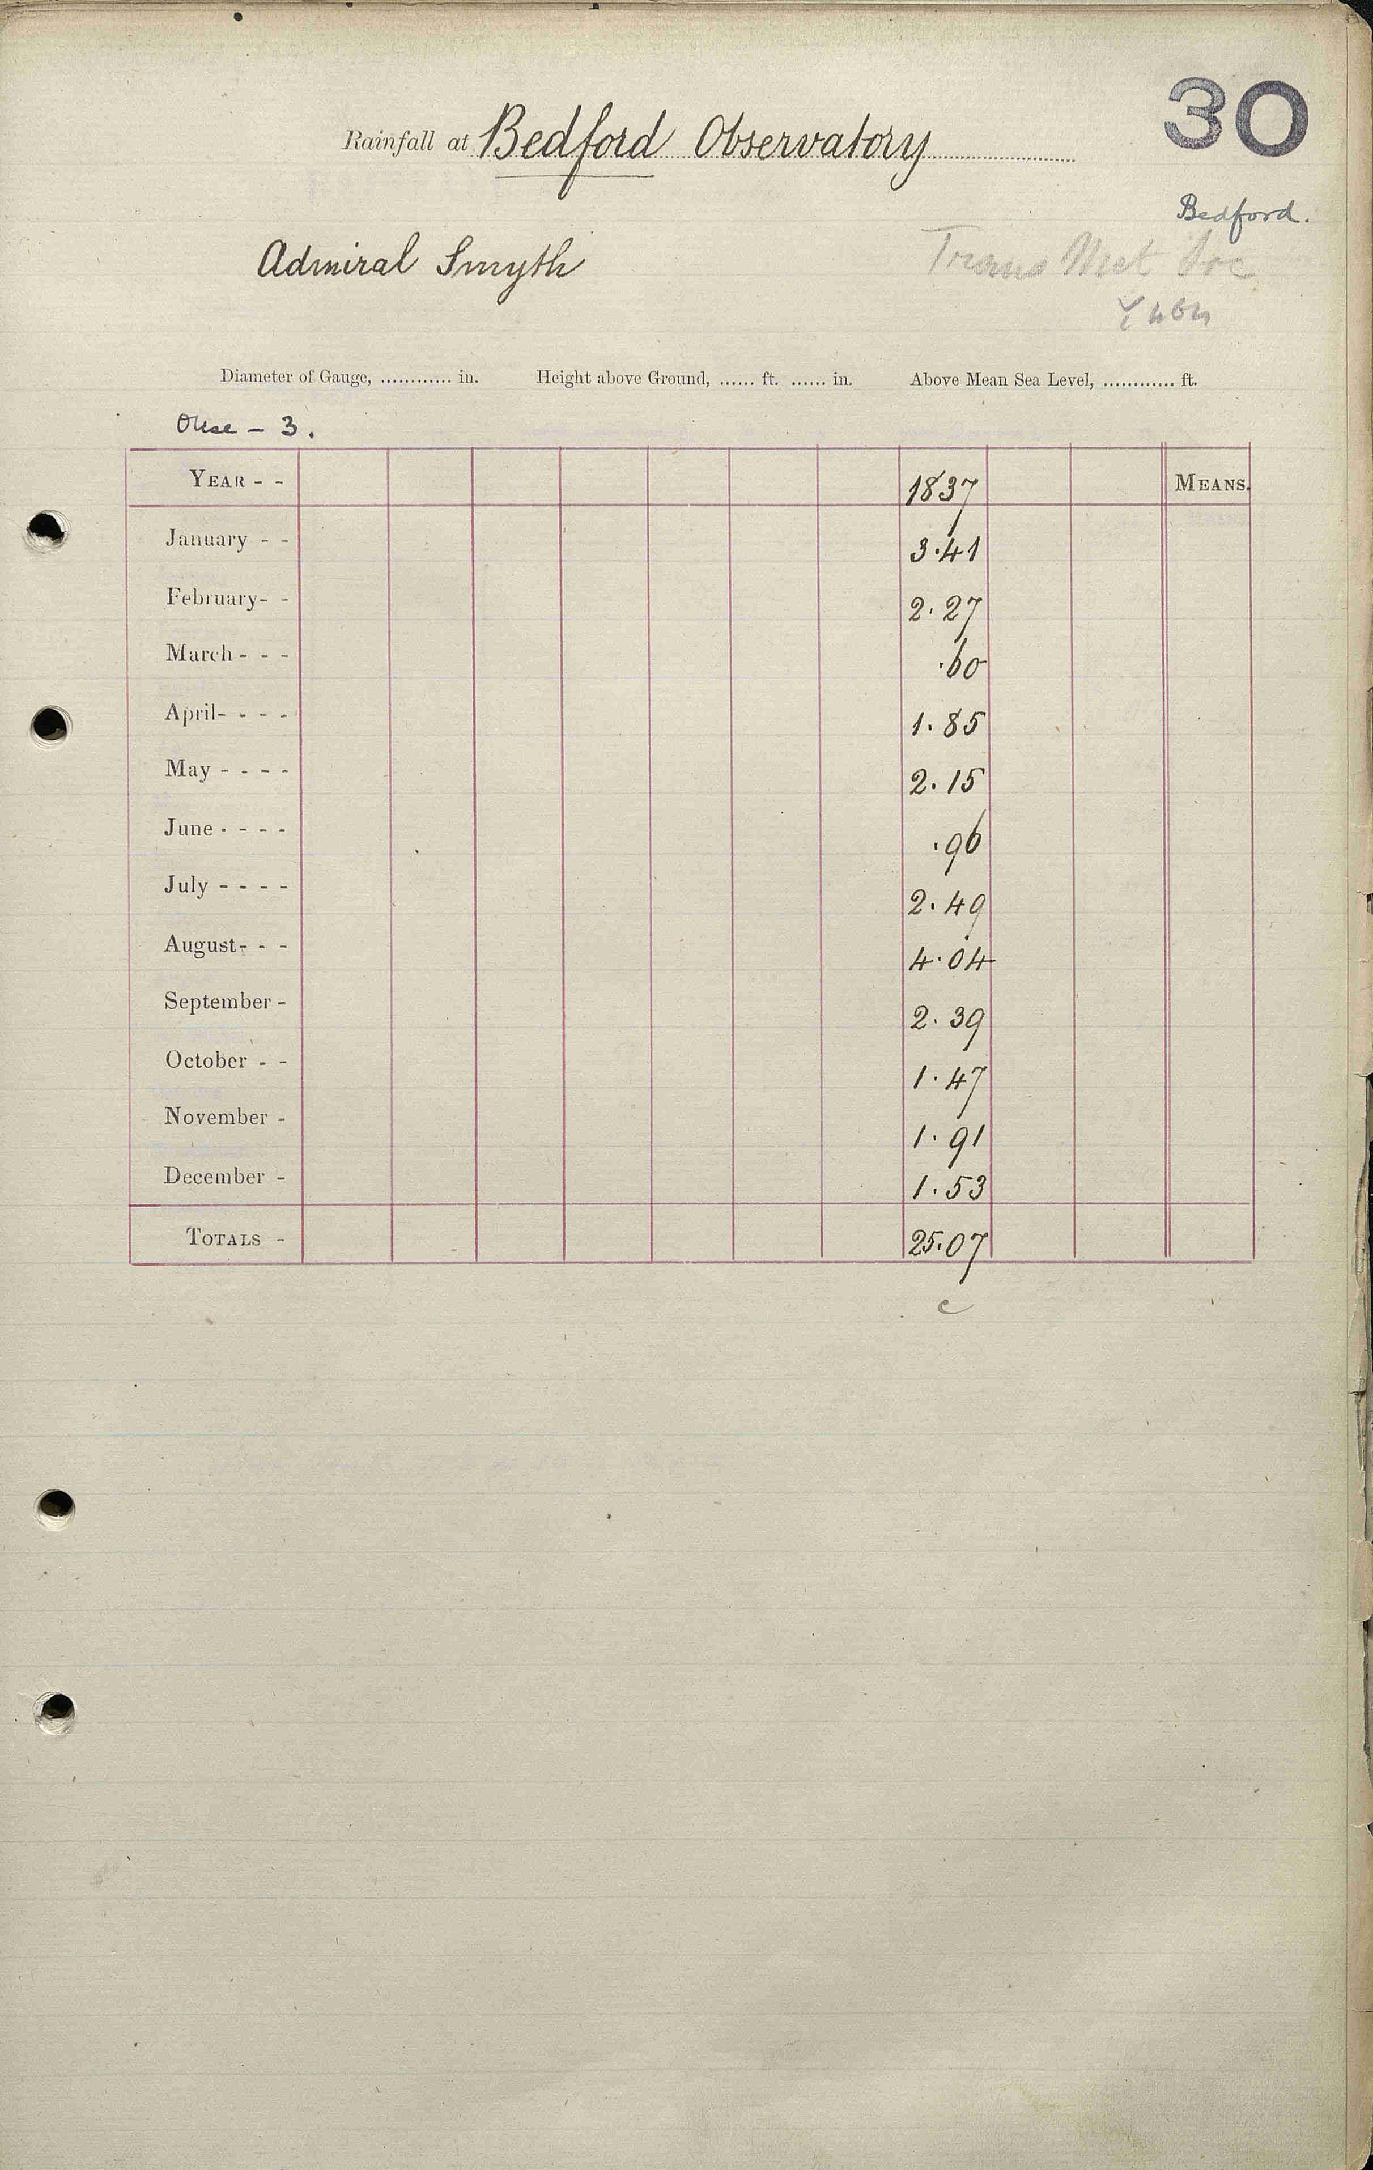 30
Rainfall at Bedford Observatory
Bedford.
Admiral Smyth
Trans Met Soc
Diameter of Gauge, ............ in. Height above Ground, ...... ft. ...... in. Above Mean Sea Level, ............ ft.
Ouse - 3.
YEAR - - 1837 MEANS.
January - - 3.41
February- - 2.27
March - - - .60
April- - - - 1.85
May - - - - 2.15
June - - - - .96
July - - - - 2.49
August- - - 4.04
September - 2.39
October - - 1.47
November - 1.91
December - 1.53
TOTALS - 25.07
c